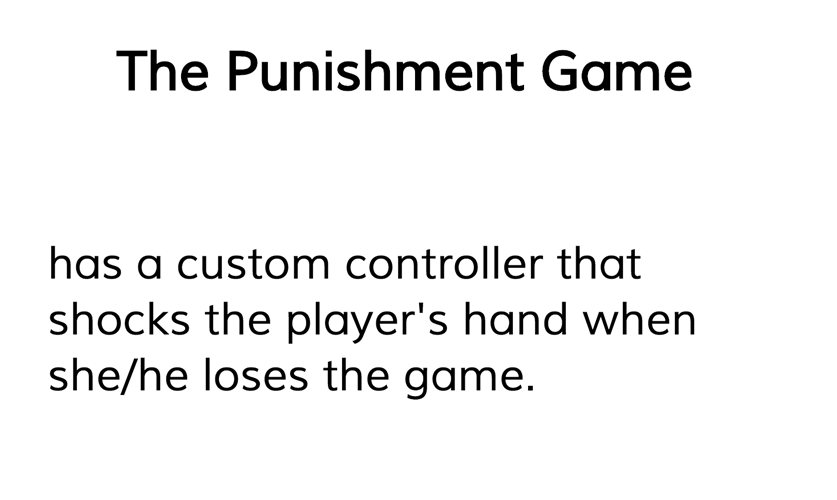 The Punishment Game
has a custom controller that
shocks the player's hand when
she/he loses the game.